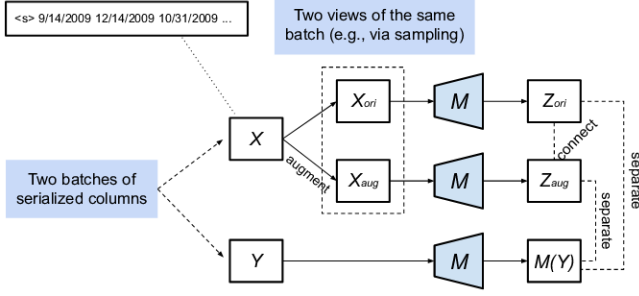 <s> 9/14/2009 12/14/2009 10/31/2009 ...
Two views of the same
batch (e.g., via sampling)
Xori
M
Zori
X
augment
connect
separate
Two batches of
serialized columns
Xaug
M
Zaug
separate
Y
M
M(Y)